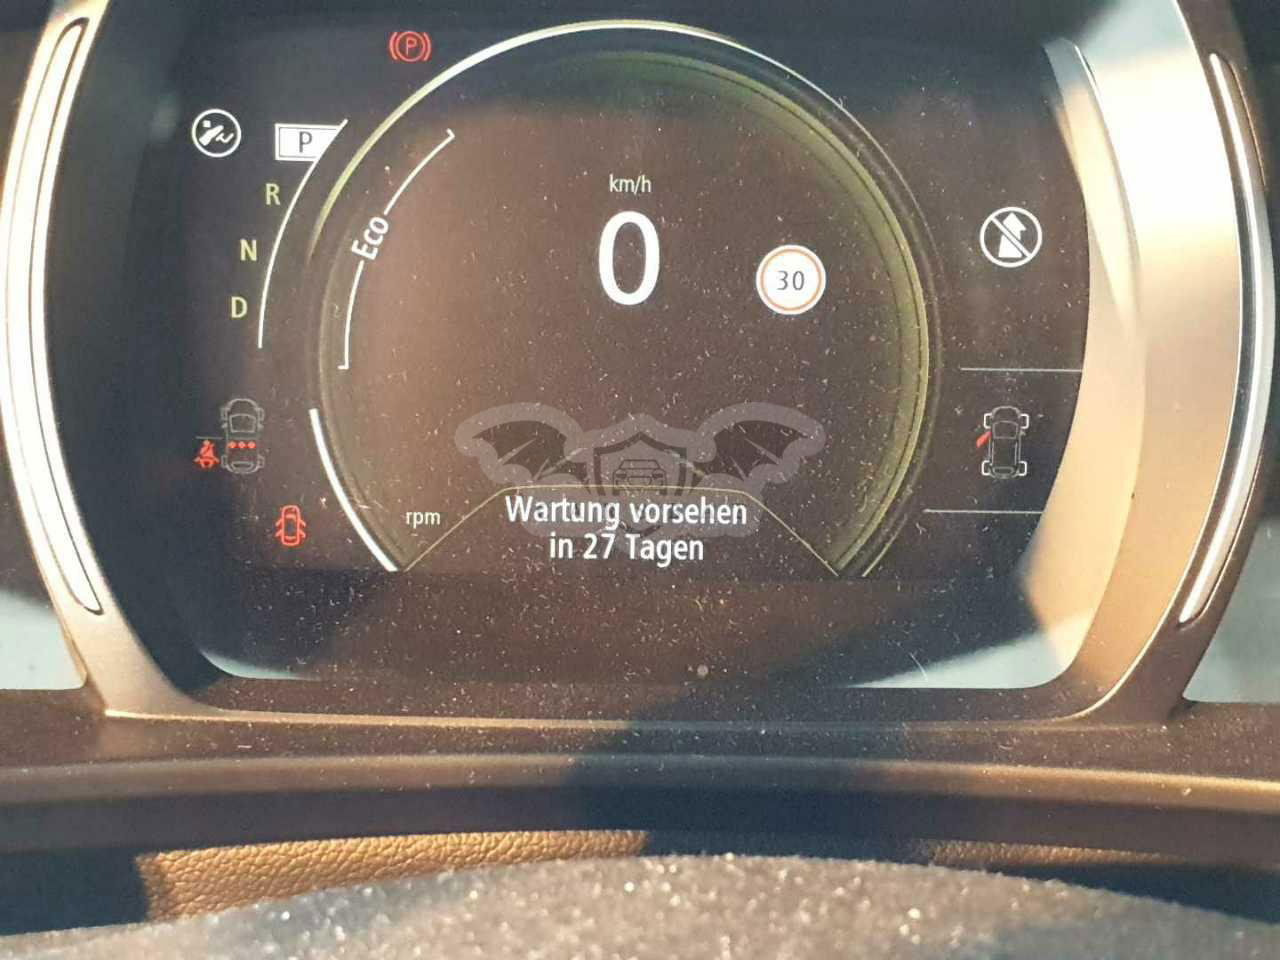 P
P
R
N
D
Eco
km/h
0
30
rpm
Wartung vorsehen
in 27 Tagen